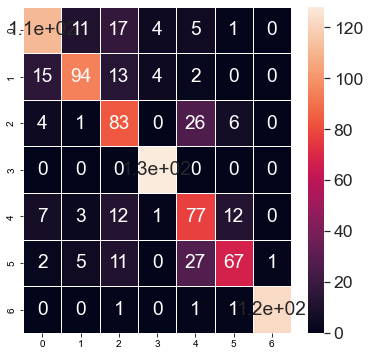 0 1.1e+02 11 17 4 5 1 0
1 15 94 13 4 2 0 0
2 4 1 83 0 26 6 0
3 0 0 0 1.3e+02 0 0 0
4 7 3 12 1 77 12 0
5 2 5 11 0 27 67 1
6 0 0 1 0 1 1 1.2e+02
0 1 2 3 4 5 6
120
100
80
60
40
20
0